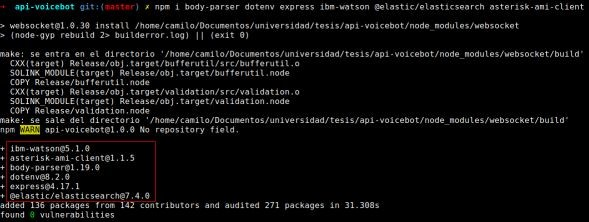 → api-voicebot git:(master) ✗ npm i body-parser dotenv express ibm-watson @elastic/elasticsearch asterisk-ami-client
> websocket@1.0.30 install /home/camilo/Documentos/universidad/tesis/api-voicebot/node_modules/websocket
> (node-gyp rebuild 2> builderror.log) || (exit 0)
make: se entra en el directorio '/home/camilo/Documentos/universidad/tesis/api-voicebot/node_modules/websocket/build'
CXX(target) Release/obj.target/bufferutil/src/bufferutil.o
SOLINK_MODULE(target) Release/obj.target/bufferutil.node
COPY Release/bufferutil.node
CXX(target) Release/obj.target/validation/src/validation.o
SOLINK_MODULE(target) Release/obj.target/validation.node
COPY Release/validation.node
make: se sale del directorio '/home/camilo/Documentos/universidad/tesis/api-voicebot/node_modules/websocket/build'
npm WARN api-voicebot@1.0.0 No repository field.
+ ibm-watson@5.1.0
+ asterisk-ami-client@1.1.5
+ body-parser@1.19.0
+ dotenv@8.2.0
+ express@4.17.1
+ @elastic/elasticsearch@7.4.0
added 136 packages from 142 contributors and audited 271 packages in 31.308s
found 0 vulnerabilities